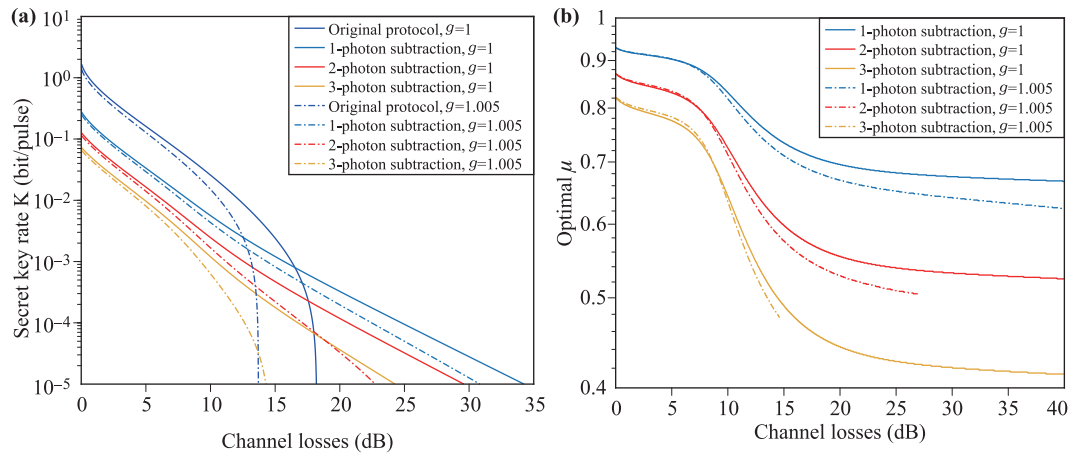 (a)
Secret key rate K (bit/pulse)
10¹
10⁰
10⁻¹
10⁻²
10⁻³
10⁻⁴
10⁻⁵
Original protocol, g=1
1-photon subtraction, g=1
2-photon subtraction, g=1
3-photon subtraction, g=1
Original protocol, g=1.005
1-photon subtraction, g=1.005
2-photon subtraction, g=1.005
3-photon subtraction, g=1.005
0 5 10 15 20 25 30 35
Channel losses (dB)
(b)
Optimal μ
1
0.9
0.8
0.7
0.6
0.5
0.4
1-photon subtraction, g=1
2-photon subtraction, g=1
3-photon subtraction, g=1
1-photon subtraction, g=1.005
2-photon subtraction, g=1.005
3-photon subtraction, g=1.005
0 5 10 15 20 25 30 35 40
Channel losses (dB)